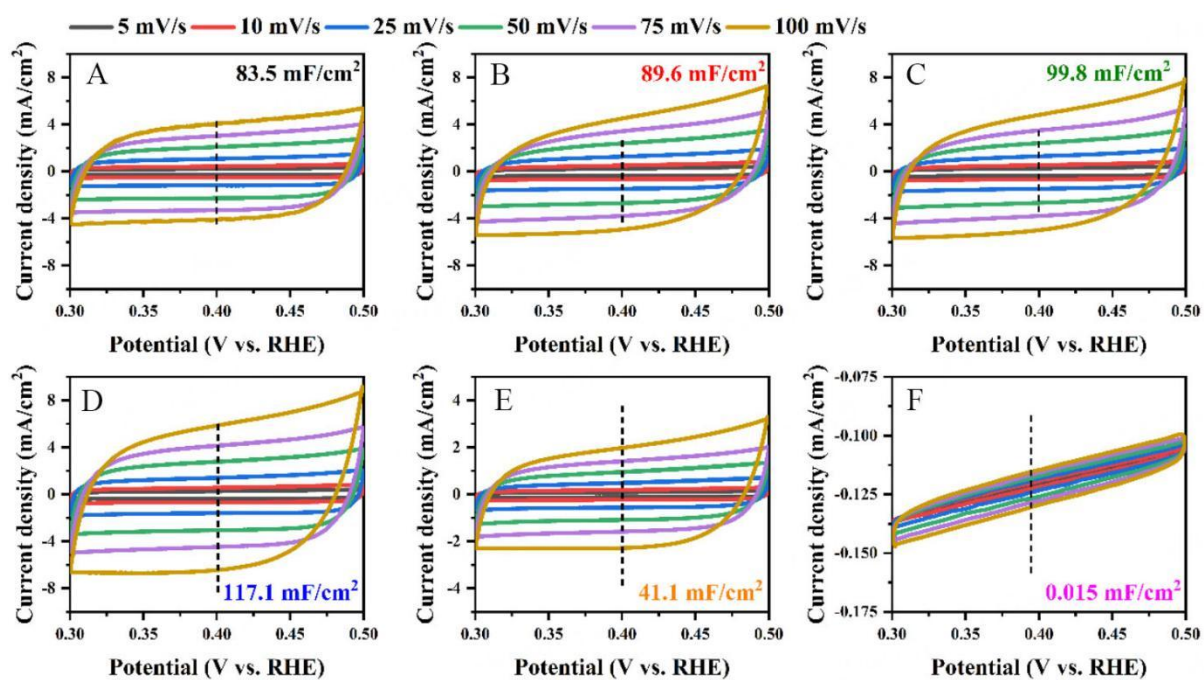 5 mV/s 10 mV/s 25 mV/s 50 mV/s 75 mV/s 100 mV/s
A
83.5 mF/cm²
Current density (mA/cm²)
8
4
0
-4
-8
0.30 0.35 0.40 0.45 0.50
Potential (V vs. RHE)
B
89.6 mF/cm²
Current density (mA/cm²)
8
4
0
-4
-8
0.30 0.35 0.40 0.45 0.50
Potential (V vs. RHE)
C
99.8 mF/cm²
Current density (mA/cm²)
8
4
0
-4
-8
0.30 0.35 0.40 0.45 0.50
Potential (V vs. RHE)
D
Current density (mA/cm²)
8
4
0
-4
-8
117.1 mF/cm²
0.30 0.35 0.40 0.45 0.50
Potential (V vs. RHE)
E
Current density (mA/cm²)
4
2
0
-2
-4
41.1 mF/cm²
0.30 0.35 0.40 0.45 0.50
Potential (V vs. RHE)
F
Current density (mA/cm²)
-0.075
-0.100
-0.125
-0.150
-0.175
0.015 mF/cm²
0.30 0.35 0.40 0.45 0.50
Potential (V vs. RHE)